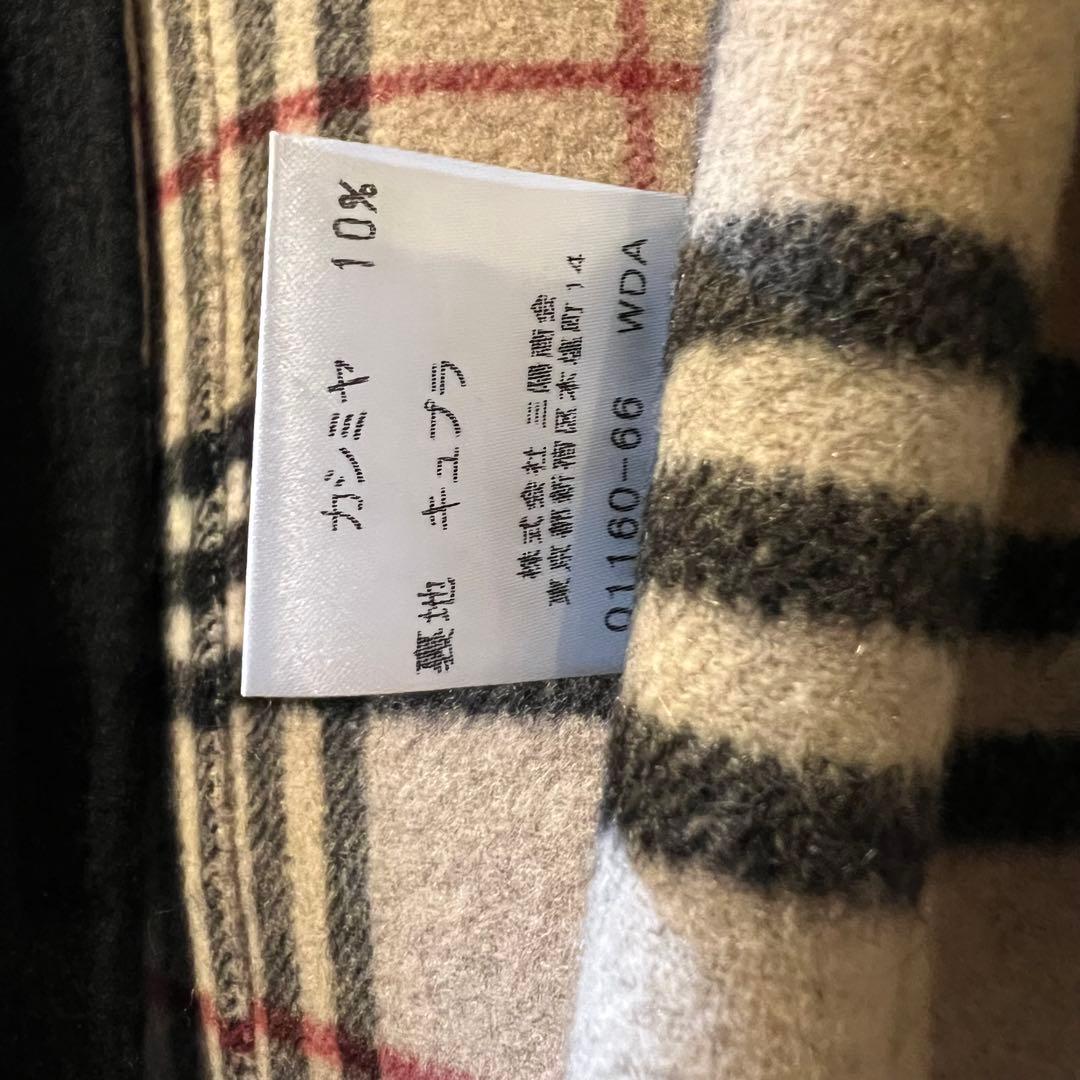 カシミヤ 10%
裏地 キュプラ
株式会社 三陽商会
東京都新宿区本塩町14
01160-66 WDA